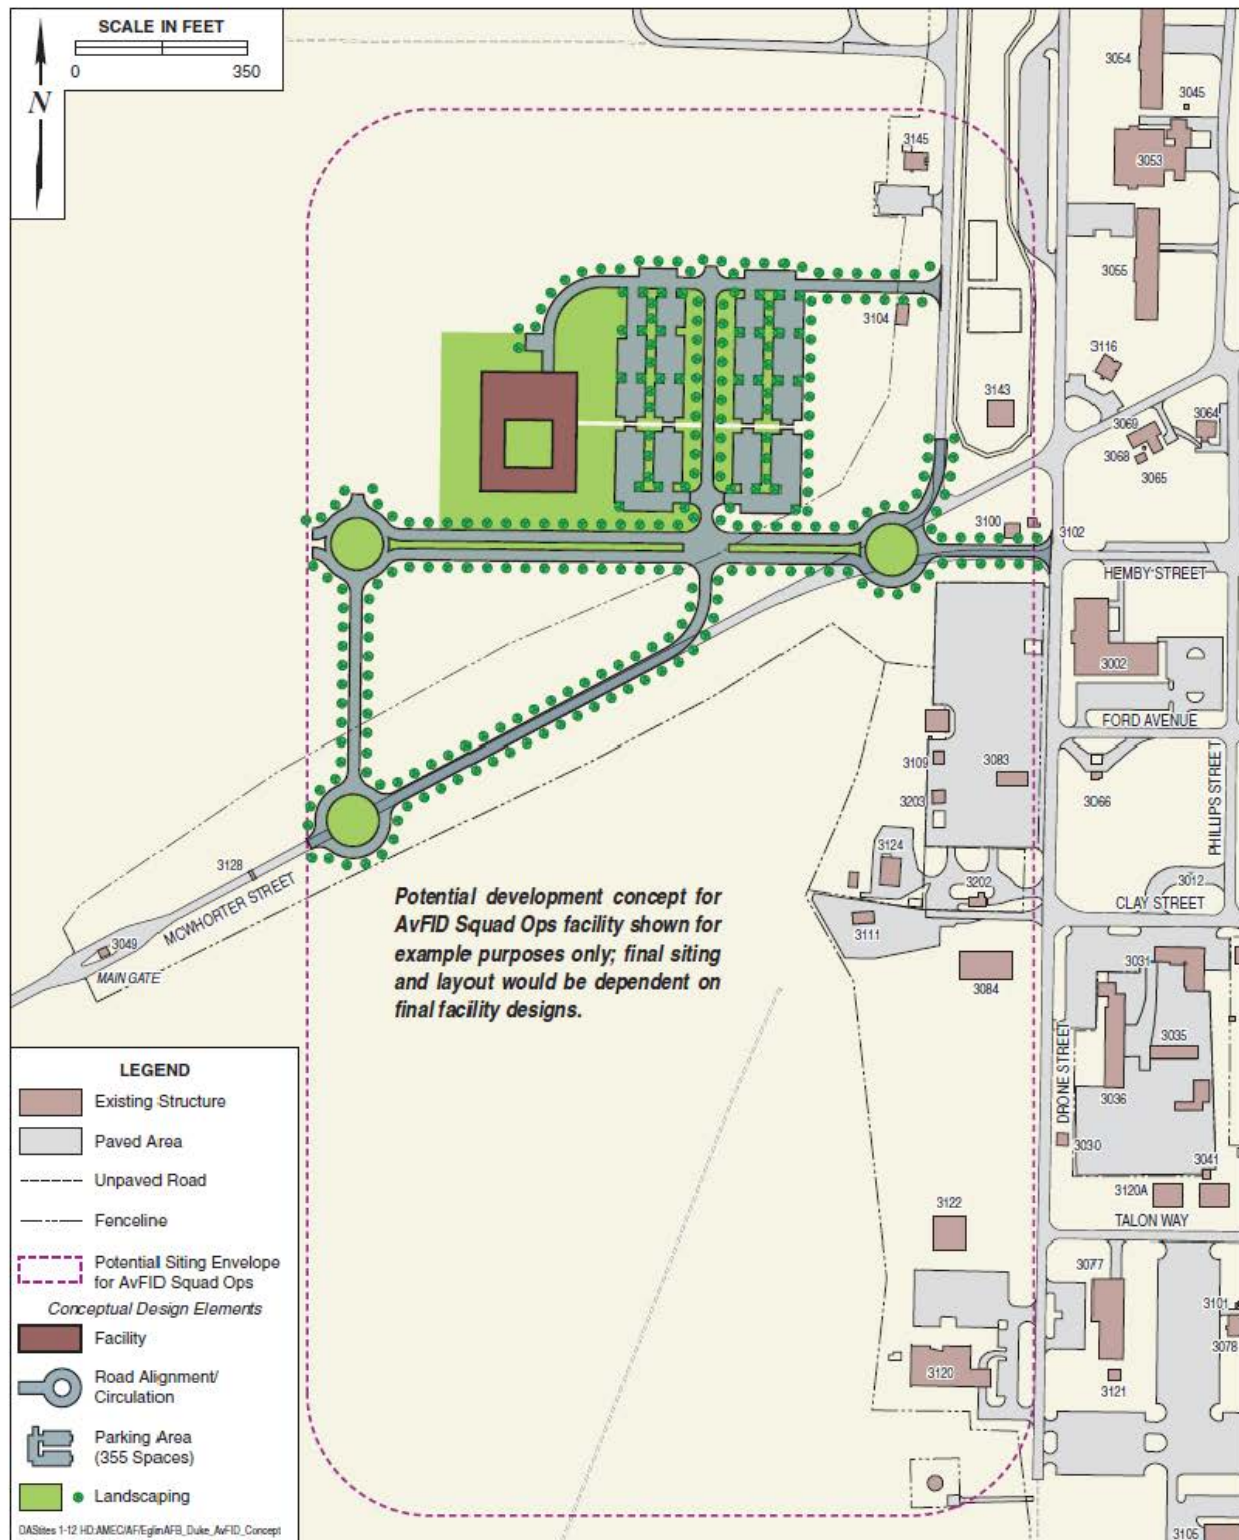 SCALE IN FEET
0 350
N
3054
3045
3145
3053
3055
3104
3116
3143
3064
3069
3068
3065
3100
3102
HEMBY STREET
3002
FORD AVENUE
3109
3083
3066
3203
PHILLIPS STREET
3124
3128
3202
3012
CLAY STREET
MCWHORTER STREET
3111
3049
MAIN GATE
Potential development concept for
AvFID Squad Ops facility shown for
example purposes only; final siting
and layout would be dependent on
final facility designs.
3031
3084
3035
DRONE STREET
3036
3030
3041
3120A
3122
TALON WAY
3077
3101
3078
3120
3121
3105
LEGEND
Existing Structure
Paved Area
Unpaved Road
Fenceline
Potential Siting Envelope
for AvFID Squad Ops
Conceptual Design Elements
Facility
Road Alignment/
Circulation
Parking Area
(355 Spaces)
Landscaping
OASites 1-12 HD:AMEC/AF/EglinAFB_Duke_AvFID_Concept